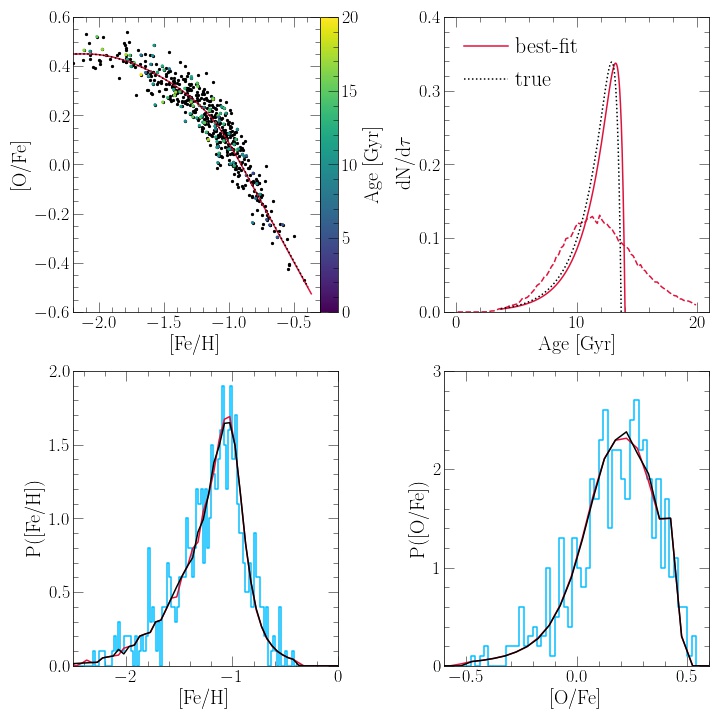 0.6
0.4
0.2
0.0
−0.2
−0.4
−0.6
[O/Fe]
−2.0 −1.5 −1.0 −0.5
[Fe/H]
20
15
10
5
0
Age [Gyr]
0.4
0.3
0.2
0.1
0.0
dN/dτ
best-fit
true
0 10 20
Age [Gyr]
2.0
1.5
1.0
0.5
0.0
P([Fe/H])
−2 −1 0
[Fe/H]
3
2
1
0
P([O/Fe])
−0.5 0.0 0.5
[O/Fe]